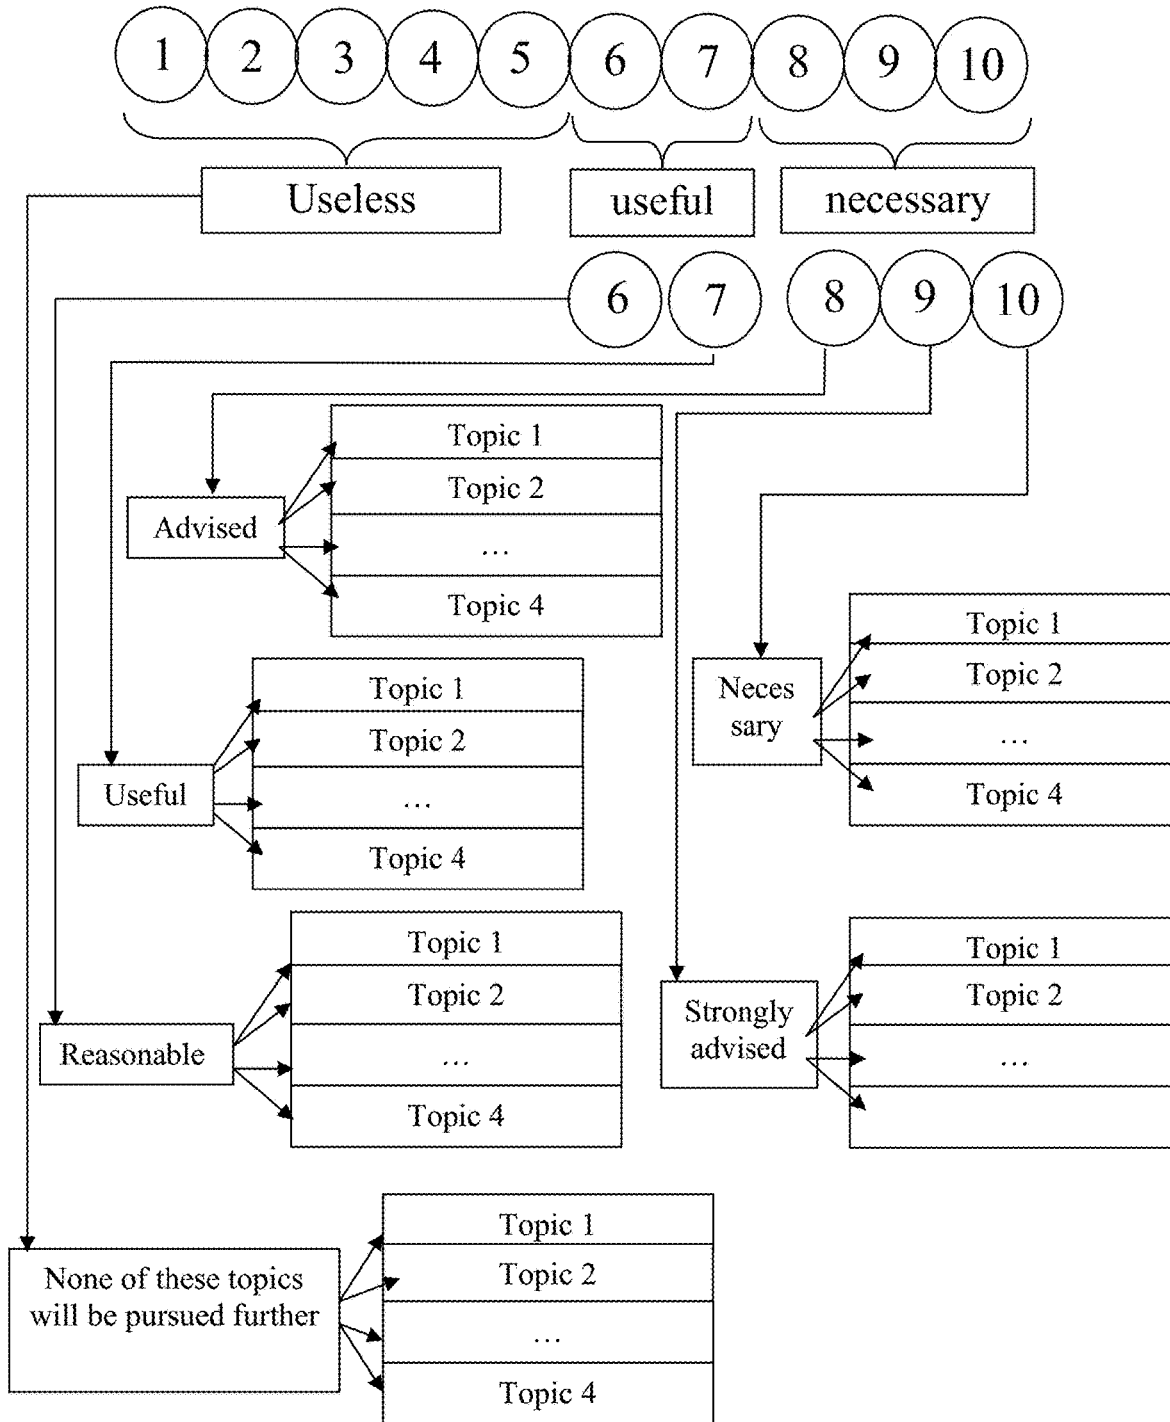 1 2 3 4 5 6 7 8 9 10
Useless useful necessary
6 7 8 9 10
Topic 1
Topic 2
…
Topic 4
Advised
Topic 1
Topic 2
…
Topic 4
Neces
sary
Topic 1
Topic 2
…
Topic 4
Useful
Topic 1
Topic 2
…
Topic 4
Reasonable
Topic 1
Topic 2
…
Strongly
advised
Topic 1
Topic 2
…
Topic 4
None of these topics
will be pursued further